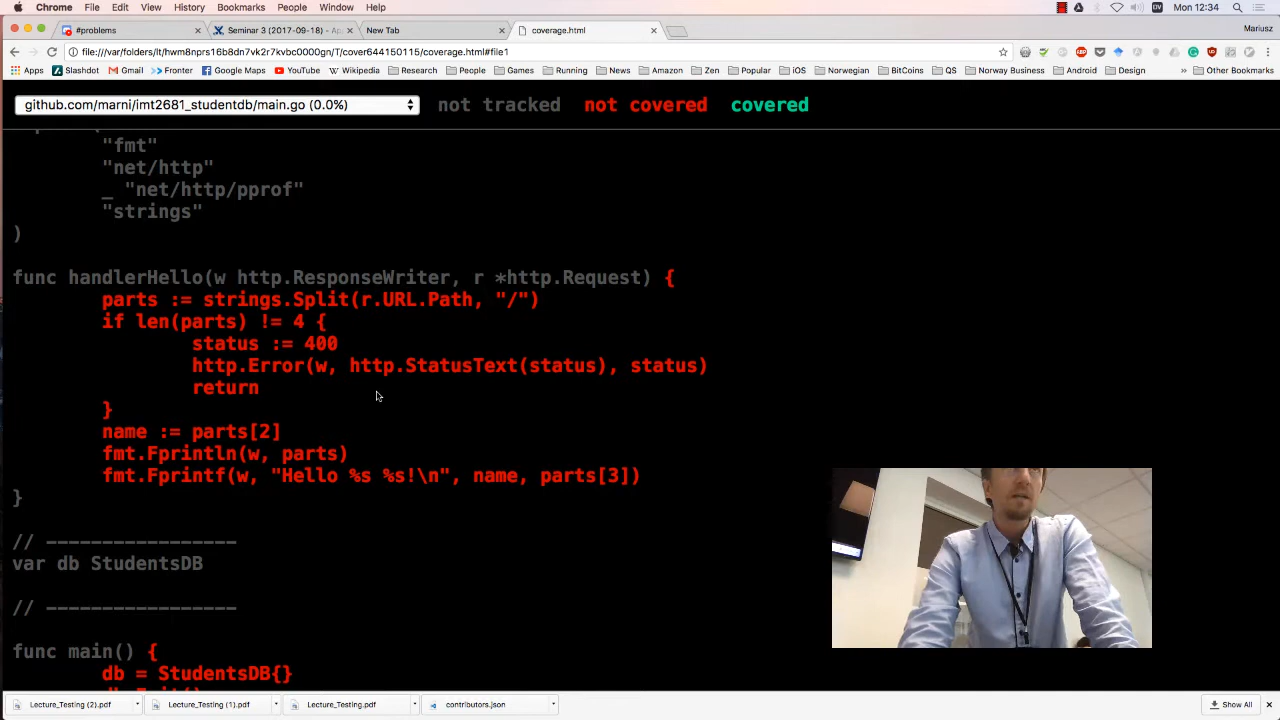 Chrome File Edit View History Bookmarks People Window Help Mon 12:34
#problems Seminar 3 (2017-09-18) - Ap New Tab coverage.html Mariusz
file:///var/folders/lt/hwm8nprs16b8dn7vk2r7kvbc0000gn/T/cover644150115/coverage.html#file1
Apps Slashdot Gmail Frontier Google Maps YouTube Wikipedia Research People Games Running News Amazon Zen Popular iOS Norwegian BitCoins QS Norway Business Android Design » Other Bookmarks
github.com/marni/imt2681_studentdb/main.go (0.0%) not tracked not covered covered
"fmt"
"net/http"
_ "net/http/pprof"
"strings"
)
func handlerHello(w http.ResponseWriter, r *http.Request) {
parts := strings.Split(r.URL.Path, "/")
if len(parts) != 4 {
status := 400
http.Error(w, http.StatusText(status), status)
return
}
name := parts[2]
fmt.Fprintln(w, parts)
fmt.Fprintf(w, "Hello %s %s!\n", name, parts[3])
}
// -----------------
var db StudentsDB
// -----------------
func main() {
db = StudentsDB{}
Lecture_Testing (2).pdf Lecture_Testing (1).pdf Lecture_Testing.pdf contributors.json Show All